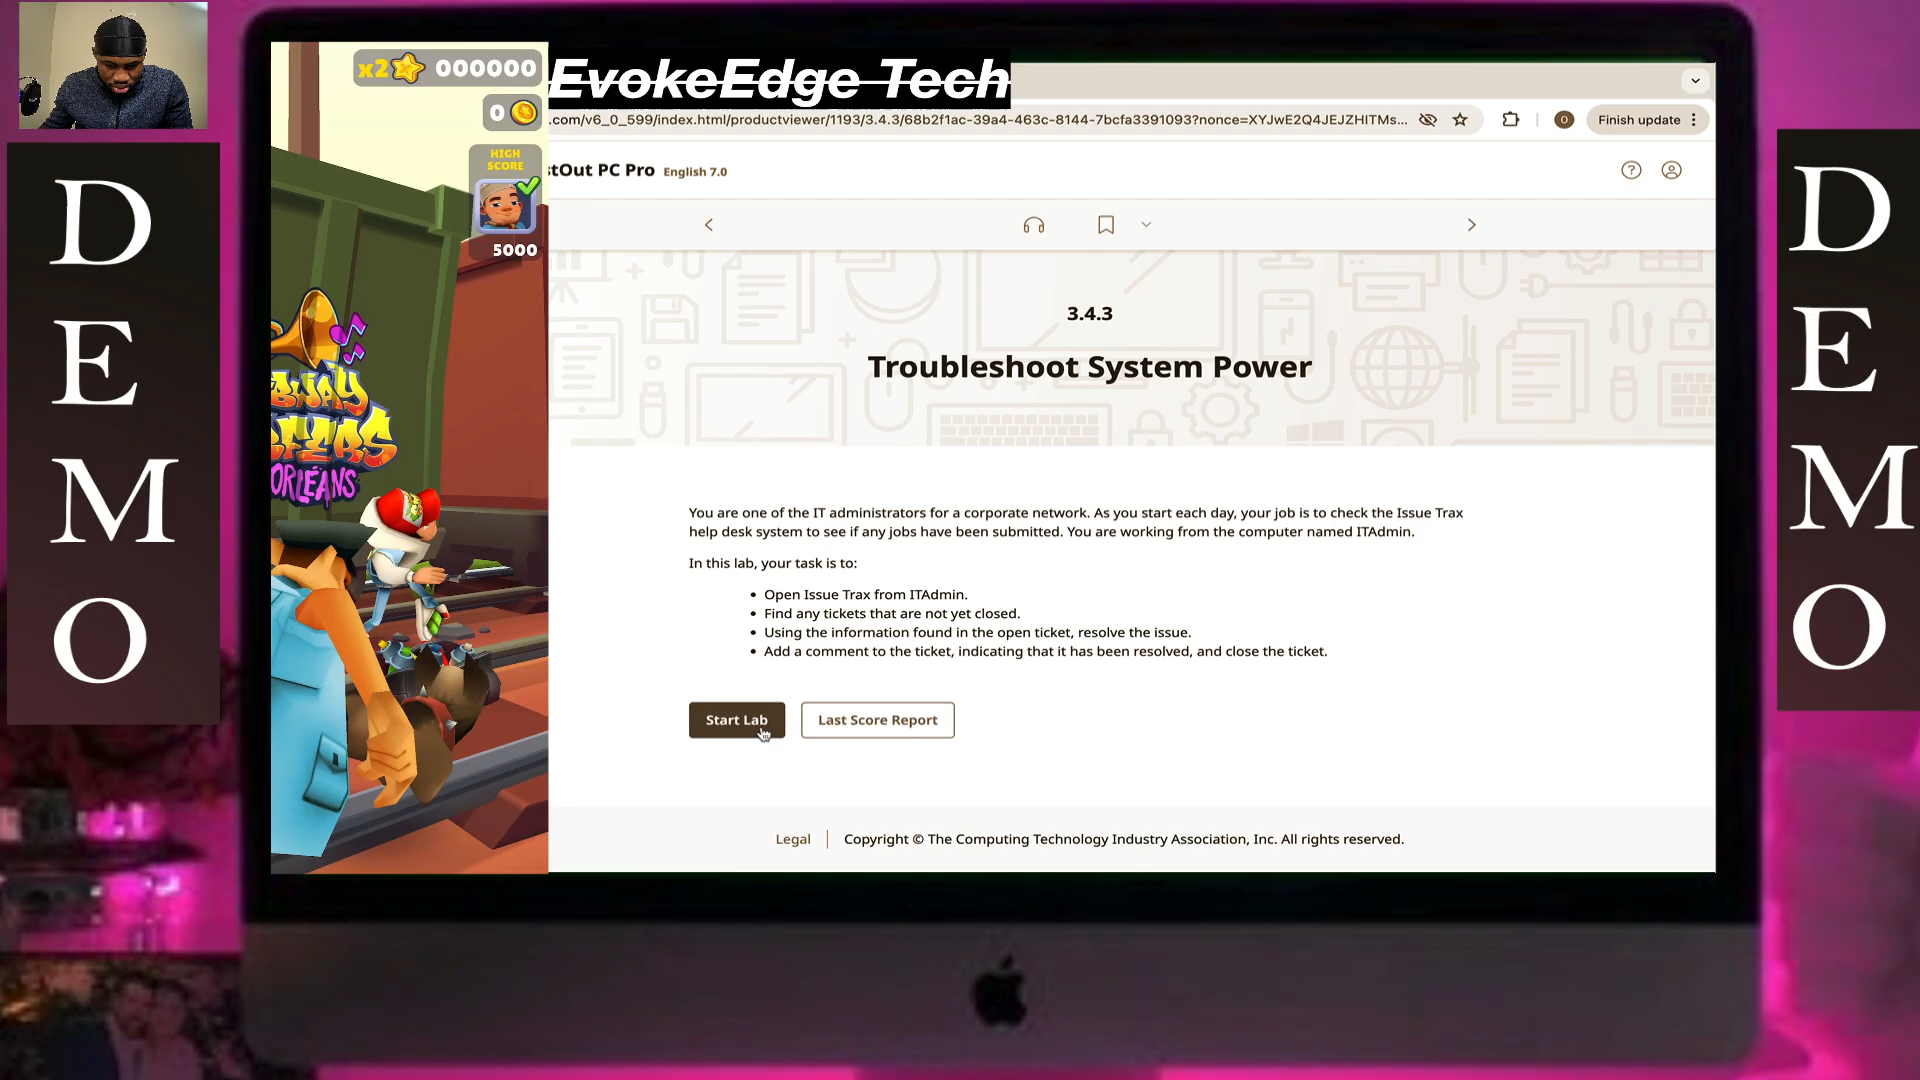 D
E
M
O
x2 000000
0
HIGH
SCORE
5000
ORLEANS
EvokeEdge Tech
.com/v6_0_599/index.html/productviewer/1193/3.4.3/68b2f1ac-39a4-463c-8144-7bcfa3391093?nonce=XYJwE2Q4JEJZHITMs...
O
Finish update
stOut PC Pro English 7.0
3.4.3
Troubleshoot System Power
You are one of the IT administrators for a corporate network. As you start each day, your job is to check the Issue Trax
help desk system to see if any jobs have been submitted. You are working from the computer named ITAdmin.
In this lab, your task is to:
• Open Issue Trax from ITAdmin.
• Find any tickets that are not yet closed.
• Using the information found in the open ticket, resolve the issue.
• Add a comment to the ticket, indicating that it has been resolved, and close the ticket.
Start Lab
Last Score Report
Legal
Copyright © The Computing Technology Industry Association, Inc. All rights reserved.
D
E
M
O